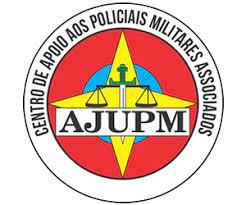 CENTRO DE APOIO AOS POLICIAIS MILITARES ASSOCIADOS
AJUPM